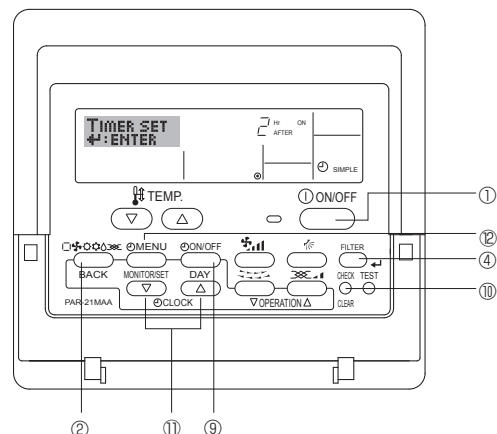 TIMER SET
↵:ENTER
2 Hr ON
AFTER
SIMPLE
TEMP.
ON/OFF
MENU
ON/OFF
FILTER
BACK
MONITOR/SET
DAY
CHECK TEST
PAR-21MAA
CLOCK
▽ OPERATION △
CLEAR
①
⑫
④
⑩
②
⑪
⑨